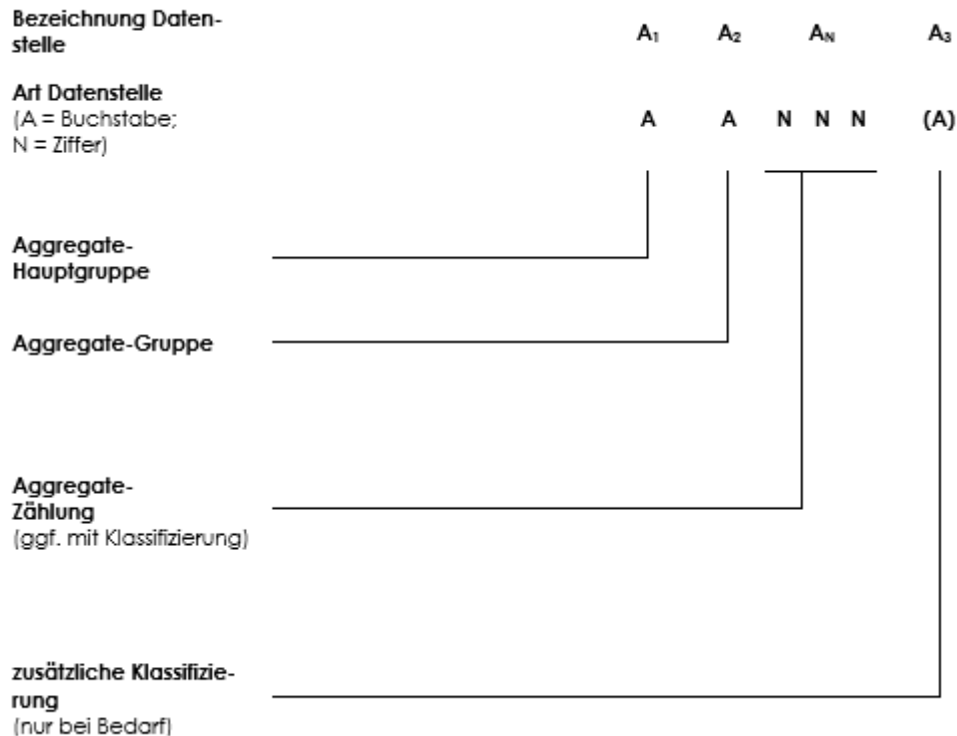 Bezeichnung Daten-
stelle
A₁ A₂ Aₙ A₃
Art Datenstelle
(A = Buchstabe;
N = Ziffer)
A A N N N (A)
Aggregate-
Hauptgruppe
Aggregate-Gruppe
Aggregate-
Zählung
(ggf. mit Klassifizierung)
zusätzliche Klassifizie-
rung
(nur bei Bedarf)